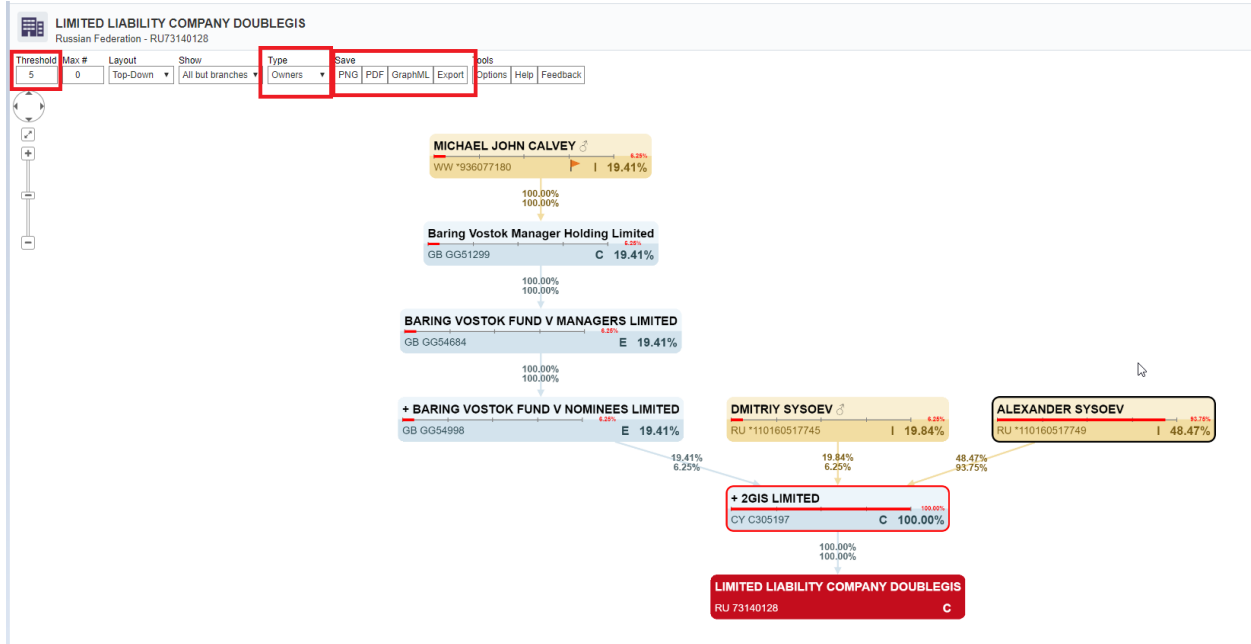 LIMITED LIABILITY COMPANY DOUBLEGIS
Russian Federation - RU73140128
Threshold Max # Layout Show Type Save Tools
5 0 Top-Down All but branches Owners PNG PDF GraphML Export Options Help Feedback
MICHAEL JOHN CALVEY
6.25%
WW *936077180 I 19.41%
100.00%
100.00%
Baring Vostok Manager Holding Limited
6.25%
GB GG51299 C 19.41%
100.00%
100.00%
BARING VOSTOK FUND V MANAGERS LIMITED
6.25%
GB GG54684 E 19.41%
100.00%
100.00%
+ BARING VOSTOK FUND V NOMINEES LIMITED
6.25%
GB GG54998 E 19.41%
DMITRIY SYSOEV
6.25%
RU *110160517745 I 19.84%
ALEXANDER SYSOEV
93.75%
RU *110160517749 I 48.47%
19.41%
6.25%
19.84%
6.25%
48.47%
93.75%
+ 2GIS LIMITED
100.00%
CY C305197 C 100.00%
100.00%
100.00%
LIMITED LIABILITY COMPANY DOUBLEGIS
RU 73140128 C